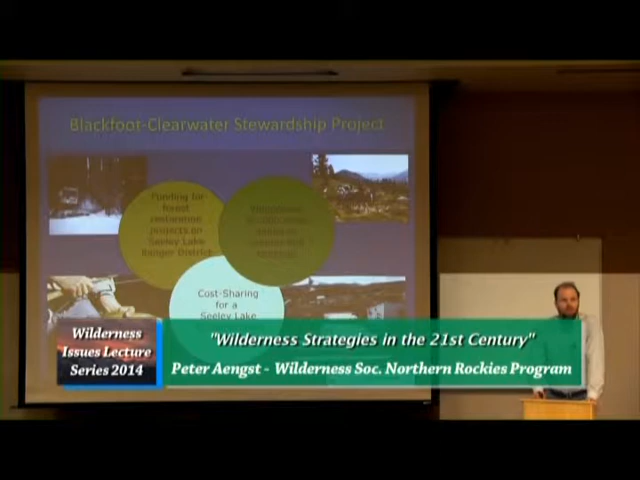 Blackfoot-Clearwater Stewardship Project
Funding for
forest
restoration
projects on
Seeley Lake
Ranger District
Cost-Sharing
for a
Seeley Lake
Wilderness
Issues Lecture
Series 2014
"Wilderness Strategies in the 21st Century"
Peter Aengst - Wilderness Soc. Northern Rockies Program